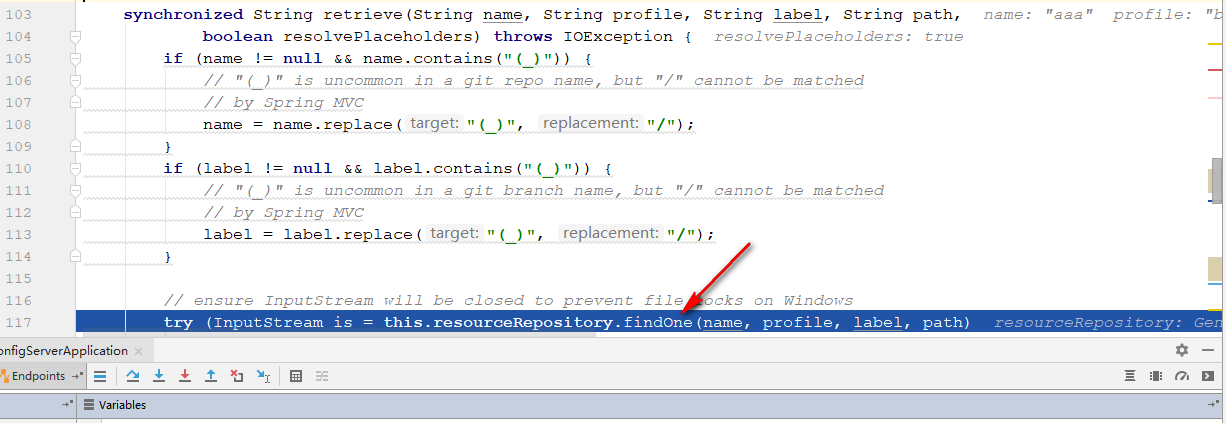 103 synchronized String retrieve(String name, String profile, String label, String path, name: "aaa" profile: "b
104 boolean resolvePlaceholders) throws IOException { resolvePlaceholders: true
105 if (name != null && name.contains("(_)")) {
106 // "(_)" is uncommon in a git repo name, but "/" cannot be matched
107 // by Spring MVC
108 name = name.replace( target: "(_)", replacement: "/");
109 }
110 if (label != null && label.contains("(_)")) {
111 // "(_)" is uncommon in a git branch name, but "/" cannot be matched
112 // by Spring MVC
113 label = label.replace( target: "(_)", replacement: "/");
114 }
115
116 // ensure InputStream will be closed to prevent file locks on Windows
117 try (InputStream is = this.resourceRepository.findOne(name, profile, label, path) resourceRepository: Gen
onfigServerApplication
Endpoints
Variables